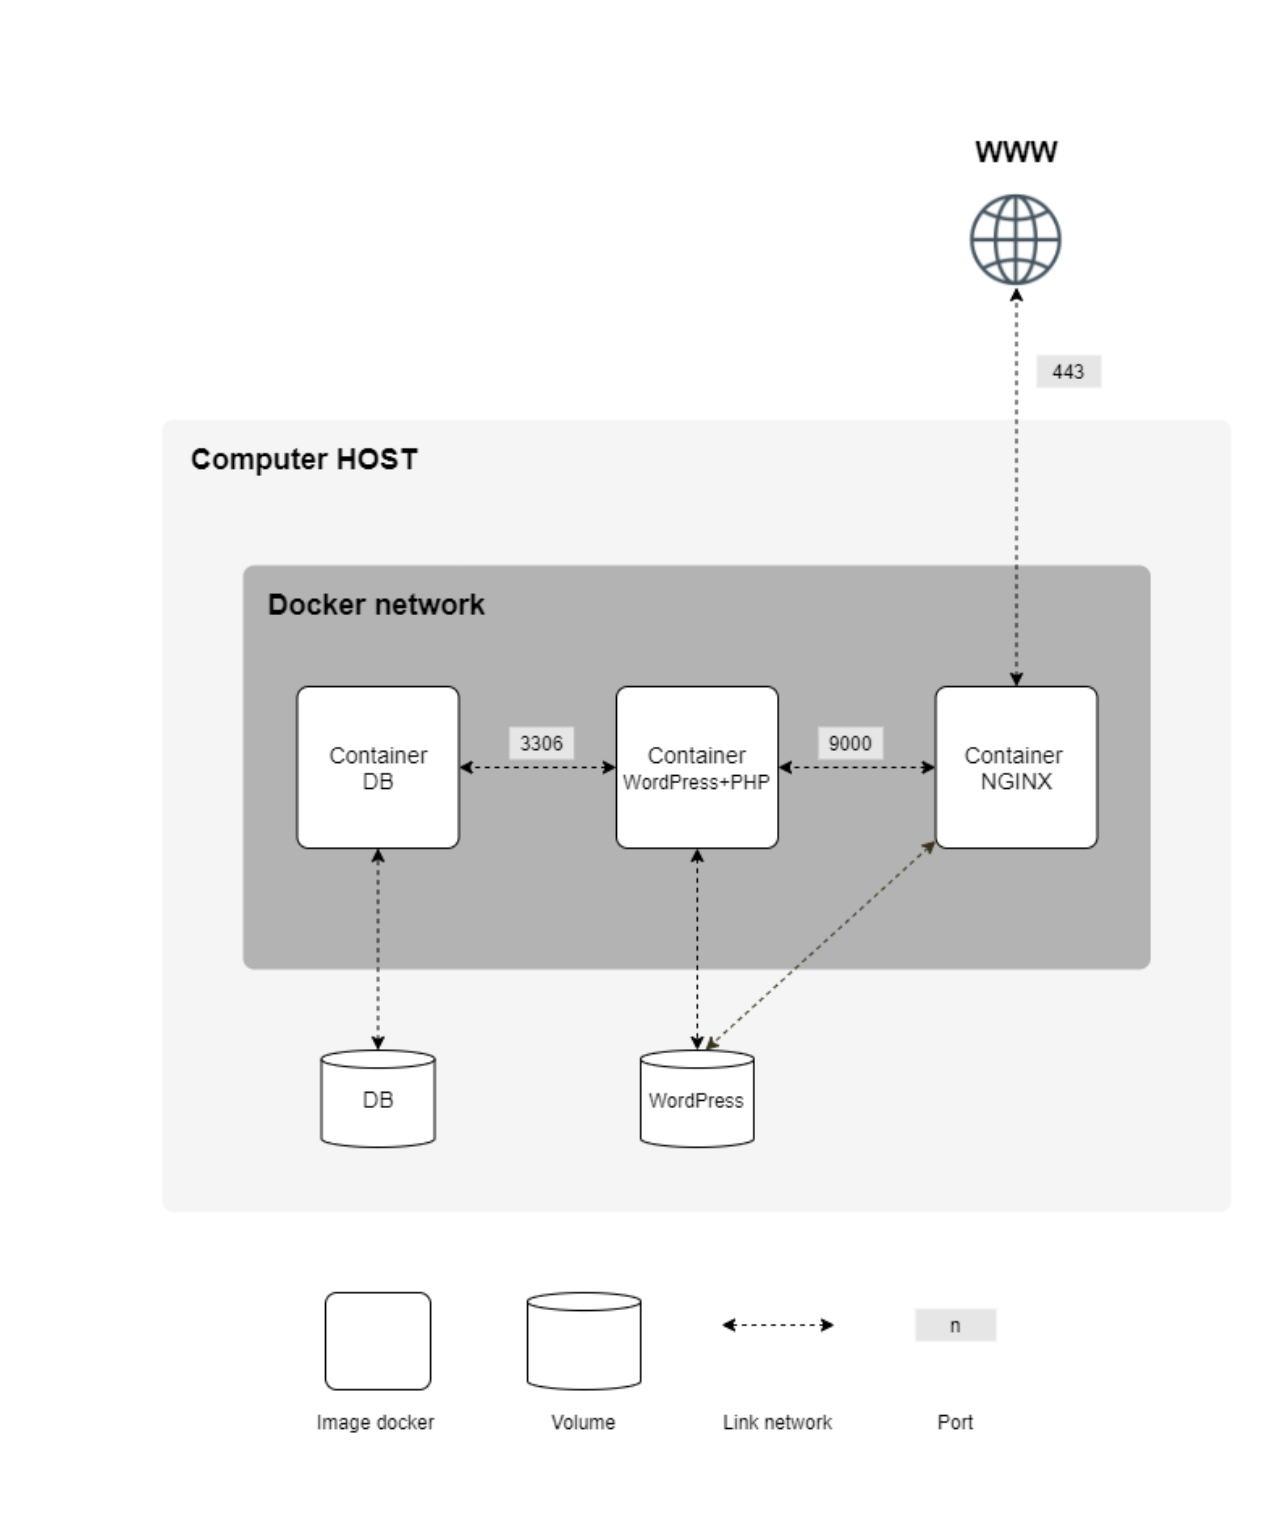 WWW
443
Computer HOST
Docker network
Container
DB
3306
Container
WordPress+PHP
9000
Container
NGINX
DB
WordPress
n
Image docker
Volume
Link network
Port